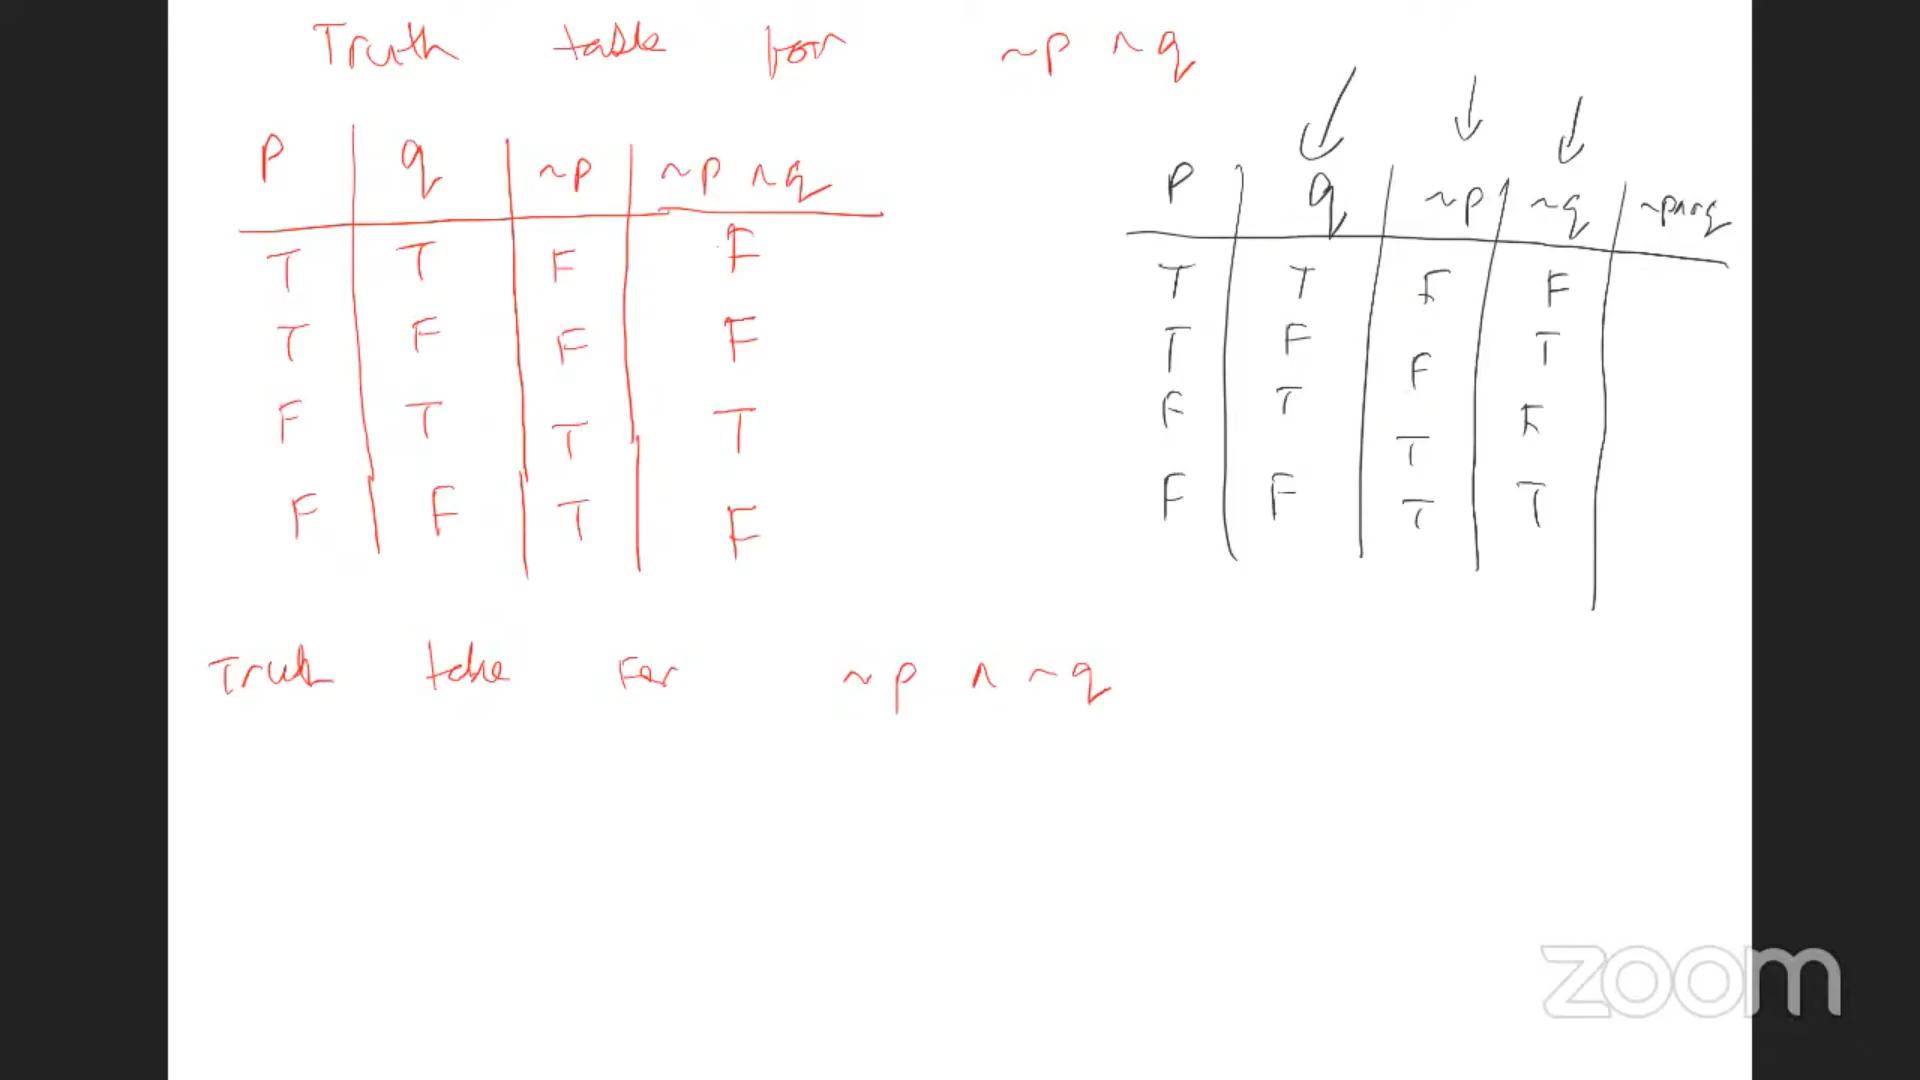 Truth table for ~p ∧ q
P q ~p ~p ∧ q
T T F F
T F F F
F T T T
F F T F
P q ~p ~q ~p∧~q
T T F F
T F F T
F T T F
F F T T
Truth table For ~p ∧ ~q
zoom